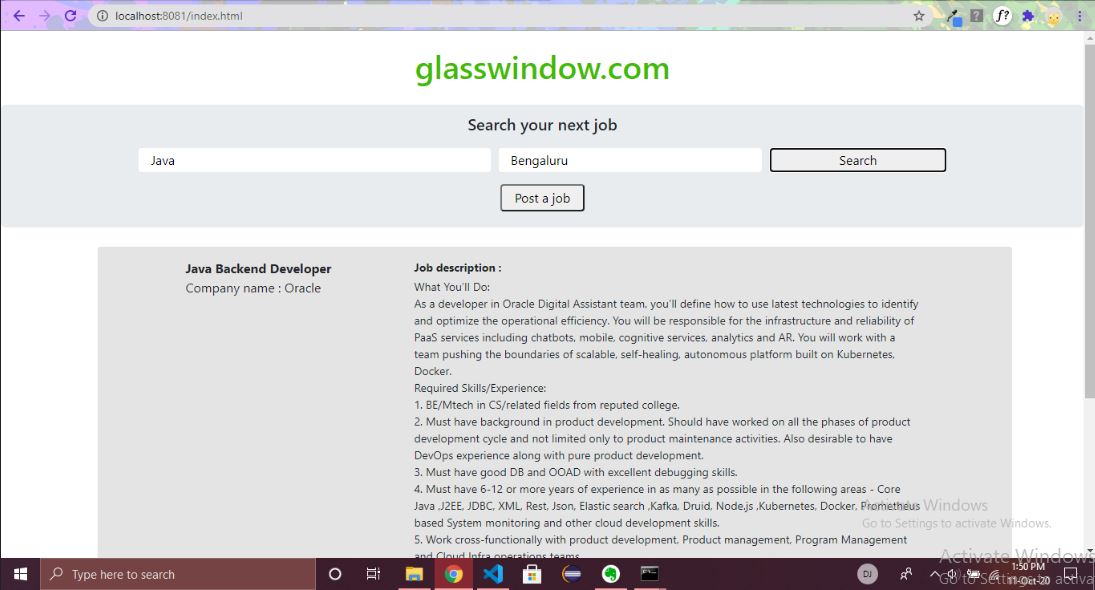 localhost:8081/index.html
glasswindow.com
Search your next job
Java
Bengaluru
Search
Post a job
Java Backend Developer
Company name : Oracle
Job description :
What You'll Do:
As a developer in Oracle Digital Assistant team, you'll define how to use latest technologies to identify
and optimize the operational efficiency. You will be responsible for the infrastructure and reliability of
PaaS services including chatbots, mobile, cognitive services, analytics and AR. You will work with a
team pushing the boundaries of scalable, self-healing, autonomous platform built on Kubernetes,
Docker.
Required Skills/Experience:
1. BE/Mtech in CS/related fields from reputed college.
2. Must have background in product development. Should have worked on all the phases of product
development cycle and not limited only to product maintenance activities. Also desirable to have
DevOps experience along with pure product development.
3. Must have good DB and OOAD with excellent debugging skills.
4. Must have 6-12 or more years of experience in as many as possible in the following areas - Core
Java ,J2EE, JDBC, XML, Rest, Json, Elastic search ,Kafka, Druid, Node.js ,Kubernetes, Docker, Prometheus
based System monitoring and other cloud development skills.
5. Work cross-functionally with product development, Product management, Program Management
and Cloud Infra operations teams
Activate Windows
Go to Settings to activate Windows.
Activate Windows
Go to Settings to activa
Type here to search
DJ
1:50 PM
11-Oct-20
f?